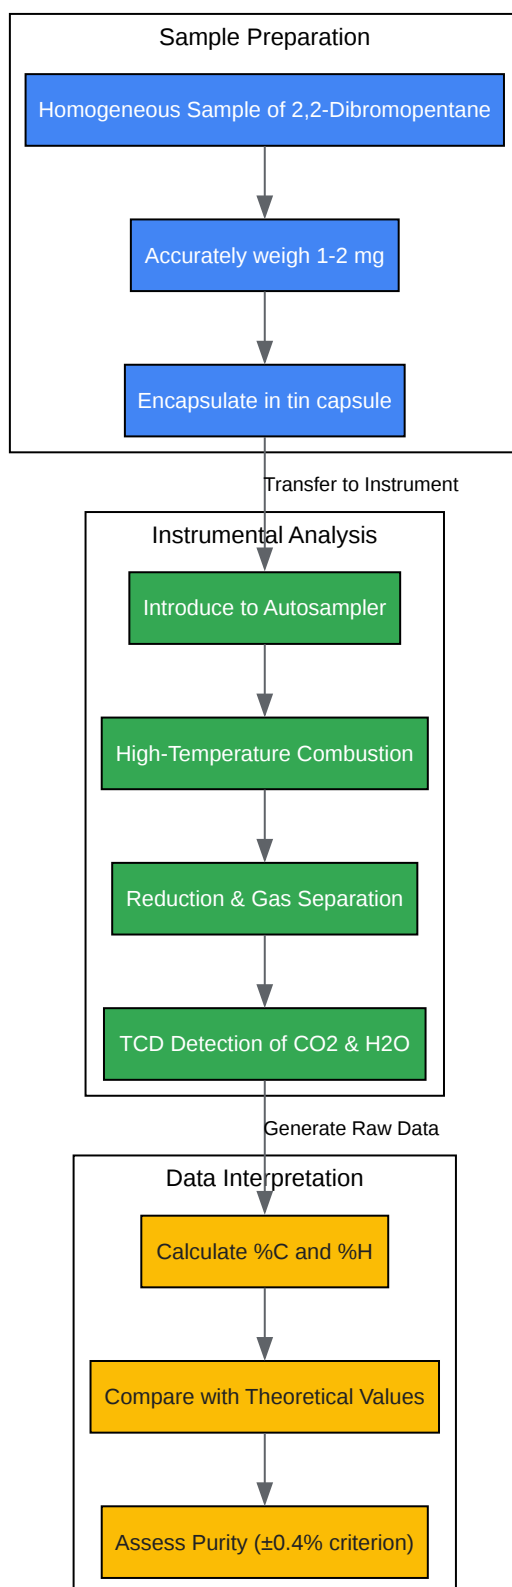 Sample Preparation
Homogeneous Sample of 2,2-Dibromopentane
Accurately weigh 1-2 mg
Encapsulate in tin capsule
Transfer to Instrument
Instrumental Analysis
Introduce to Autosampler
High-Temperature Combustion
Reduction & Gas Separation
TCD Detection of CO2 & H2O
Generate Raw Data
Data Interpretation
Calculate %C and %H
Compare with Theoretical Values
Assess Purity (±0.4% criterion)